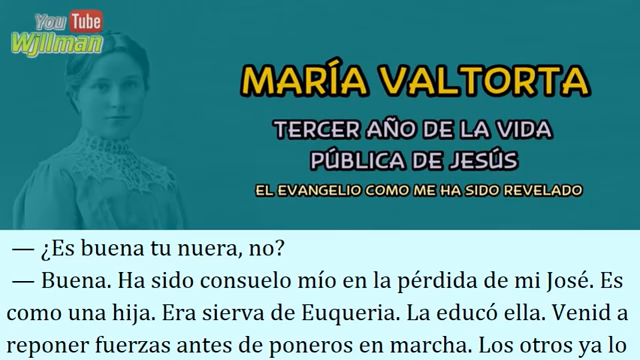 You Tube
Wjllman
MARÍA VALTORTA
TERCER AÑO DE LA VIDA
PÚBLICA DE JESÚS
EL EVANGELIO COMO ME HA SIDO REVELADO
— ¿Es buena tu nuera, no?
— Buena. Ha sido consuelo mío en la pérdida de mi José. Es
como una hija. Era sierva de Euqueria. La educó ella. Venid a
reponer fuerzas antes de poneros en marcha. Los otros ya lo